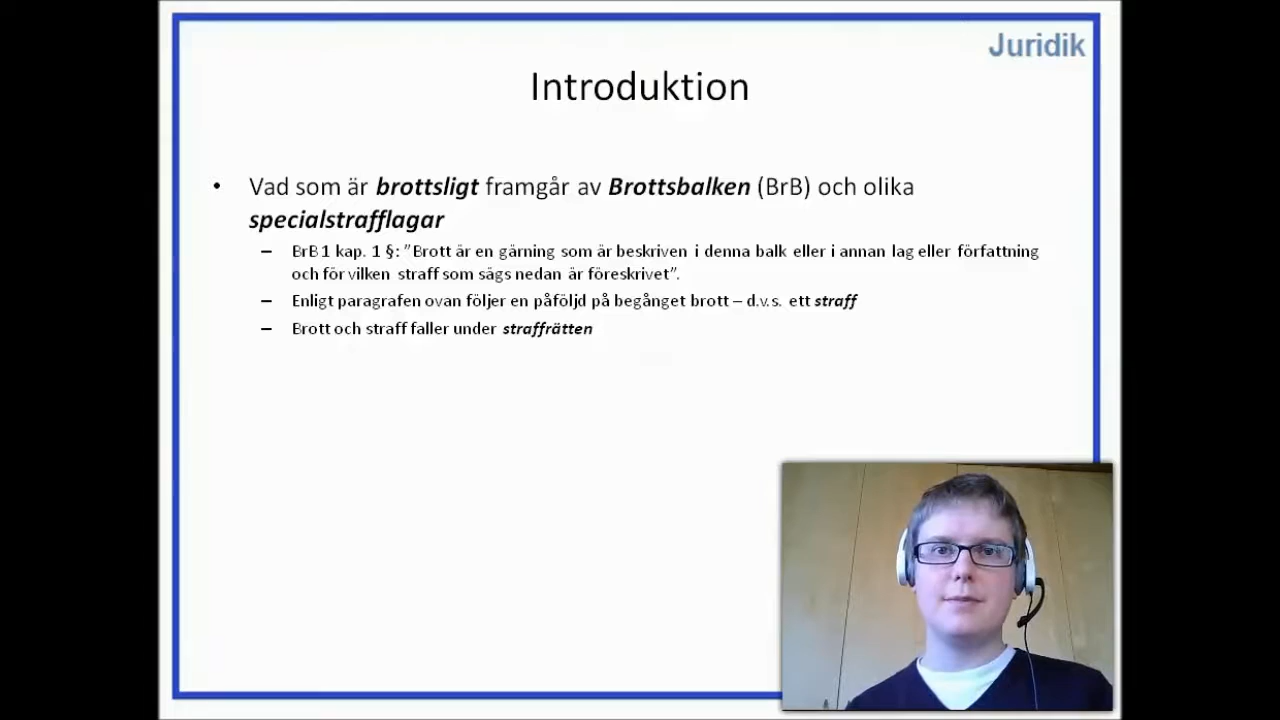 Juridik
Introduktion
• Vad som är brottsligt framgår av Brottsbalken (BrB) och olika
specialstrafflagar
– BrB 1 kap. 1 §: ”Brott är en gärning som är beskriven i denna balk eller i annan lag eller författning
och för vilken straff som sägs nedan är föreskrivet”.
– Enligt paragrafen ovan följer en påföljd på begånget brott – d.v.s. ett straff
– Brott och straff faller under straffrätten